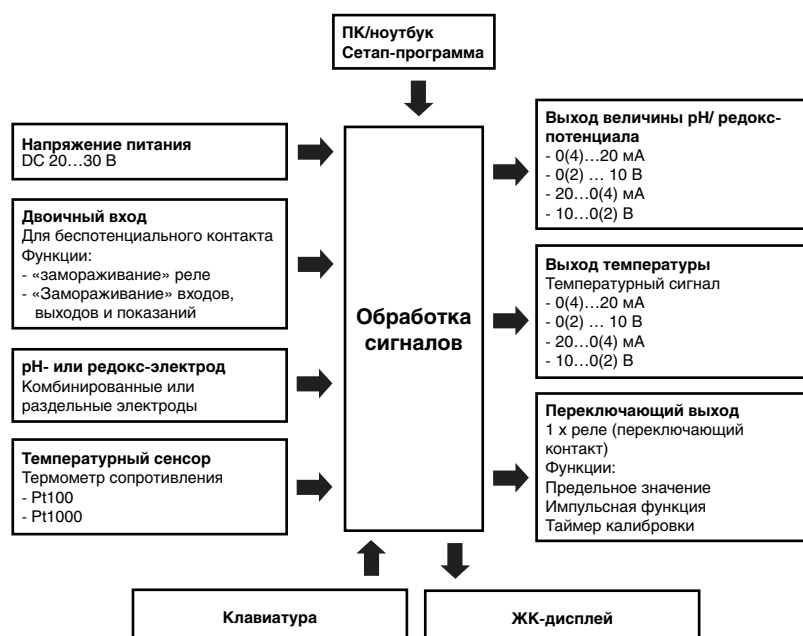 ПК/ноутбук
Сетап-программа
Напряжение питания
DC 20…30 В
Двоичный вход
Для беспотенциального контакта
Функции:
- «замораживание» реле
- «Замораживание» входов,
выходов и показаний
pH- или редокс-электрод
Комбинированные или
раздельные электроды
Температурный сенсор
Термометр сопротивления
- Pt100
- Pt1000
Обработка
сигналов
Выход величины pH/ редокс-
потенциала
- 0(4)…20 мА
- 0(2) … 10 В
- 20…0(4) мА
- 10…0(2) В
Выход температуры
Температурный сигнал
- 0(4)…20 мА
- 0(2) … 10 В
- 20…0(4) мА
- 10…0(2) В
Переключающий выход
1 x реле (переключающий
контакт)
Функции:
Предельное значение
Импульсная функция
Таймер калибровки
Клавиатура
ЖК-дисплей